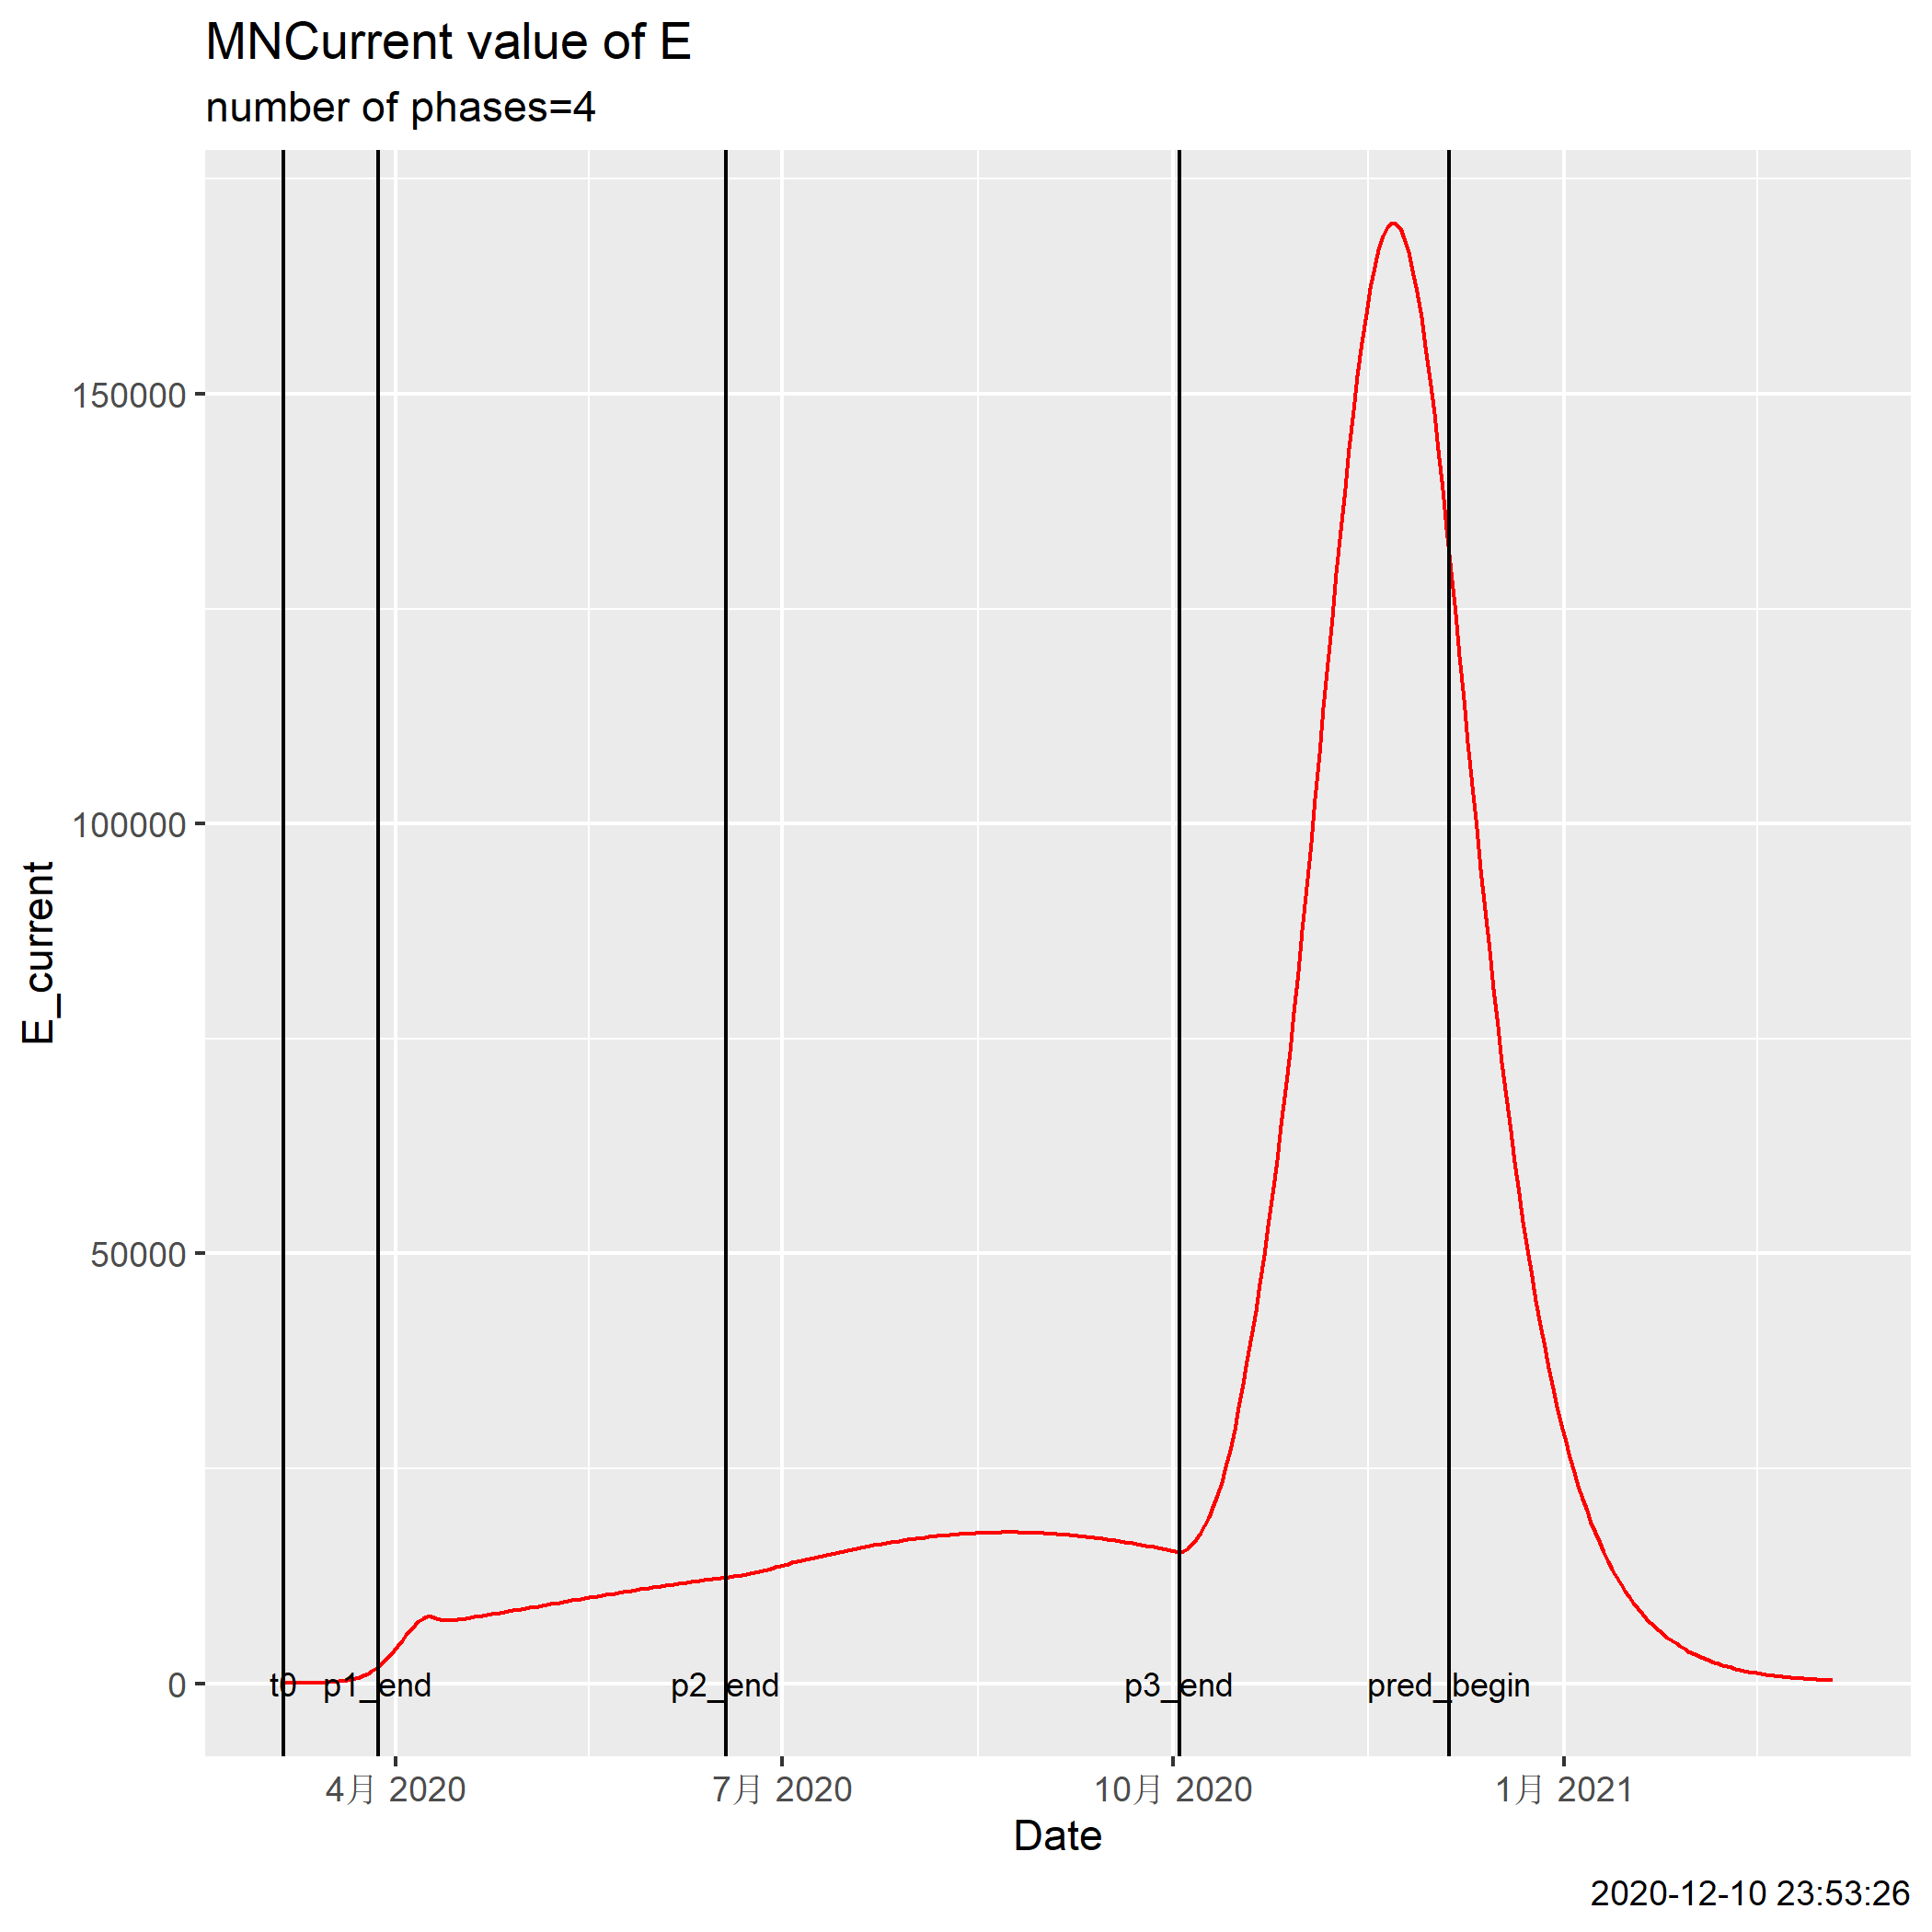 MNCurrent value of E
number of phases=4
150000
100000
50000
0
E_current
t0 p1_end p2_end p3_end pred_begin
4月 2020 7月 2020 10月 2020 1月 2021
Date
2020-12-10 23:53:26